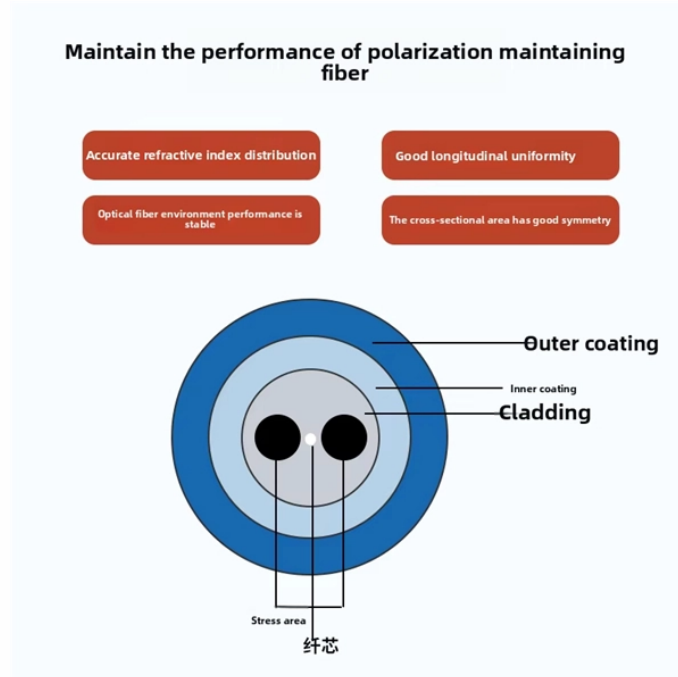 Maintain the performance of polarization maintaining
fiber
Accurate refractive index distribution
Good longitudinal uniformity
Optical fiber environment performance is
stable
The cross-sectional area has good symmetry
Outer coating
Inner coating
Cladding
Stress area
纤芯